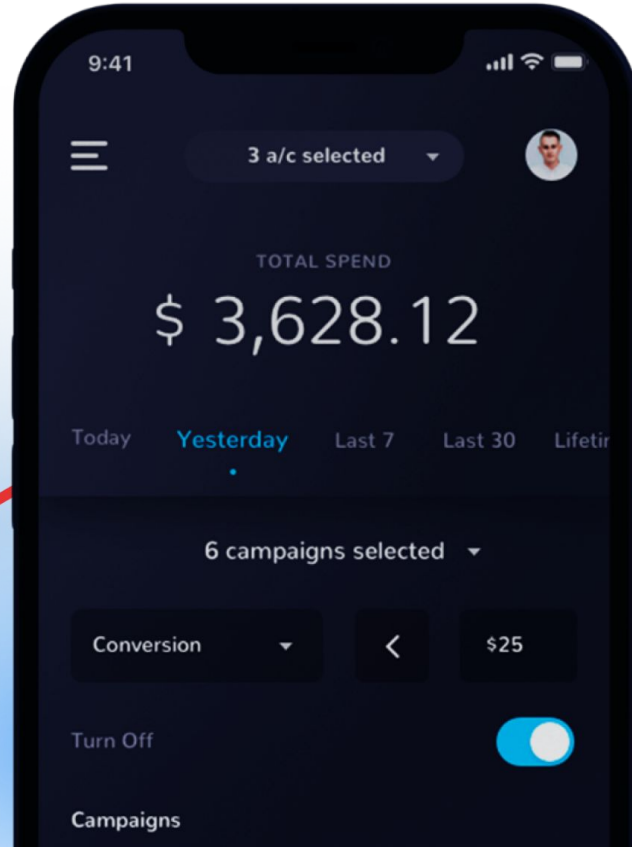 9:41
3 a/c selected
TOTAL SPEND
$ 3,628.12
Today Yesterday Last 7 Last 30
6 campaigns selected
Conversion < $25
Turn Off
Campaigns